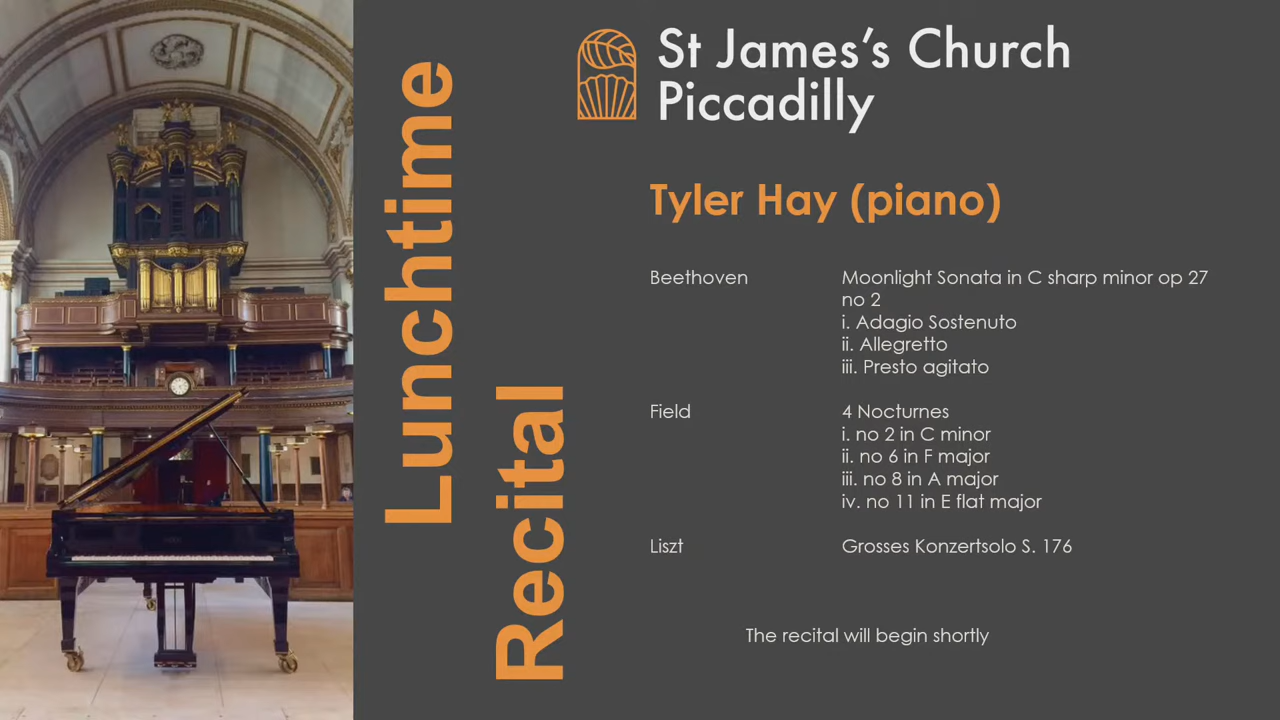 Lunchtime
Recital
St James's Church
Piccadilly
Tyler Hay (piano)
Beethoven Moonlight Sonata in C sharp minor op 27
no 2
i. Adagio Sostenuto
ii. Allegretto
iii. Presto agitato
Field 4 Nocturnes
i. no 2 in C minor
ii. no 6 in F major
iii. no 8 in A major
iv. no 11 in E flat major
Liszt Grosses Konzertsolo S. 176
The recital will begin shortly